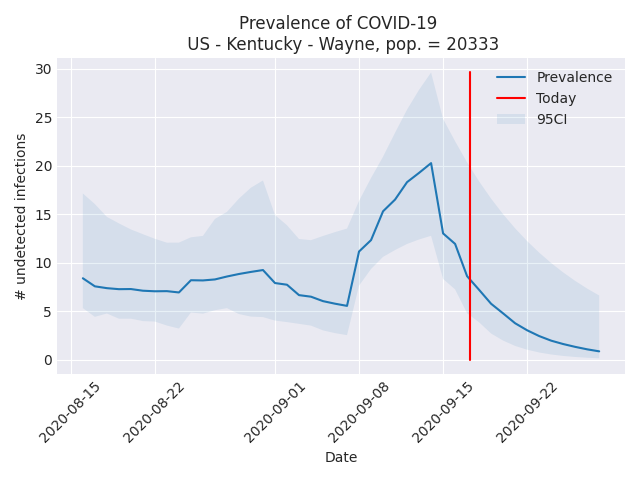 Prevalence of COVID-19
US - Kentucky - Wayne, pop. = 20333
30
25
20
15
10
5
0
# undetected infections
Prevalence
Today
95CI
2020-08-15
2020-08-22
2020-09-01
2020-09-08
2020-09-15
2020-09-22
Date